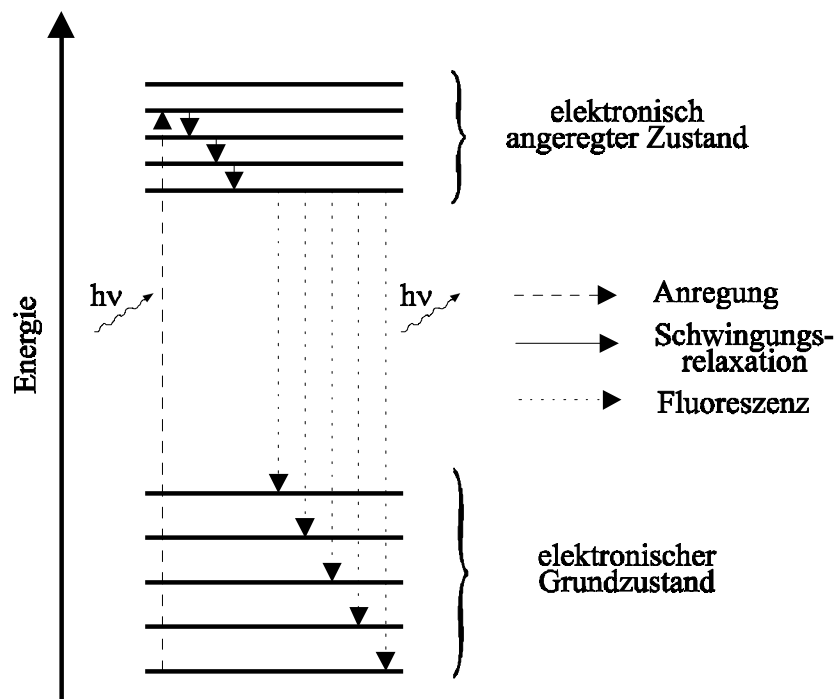 elektronisch
angeregter Zustand
Energie
hν
hν
Anregung
Schwingungs-
relaxation
Fluoreszenz
elektronischer
Grundzustand